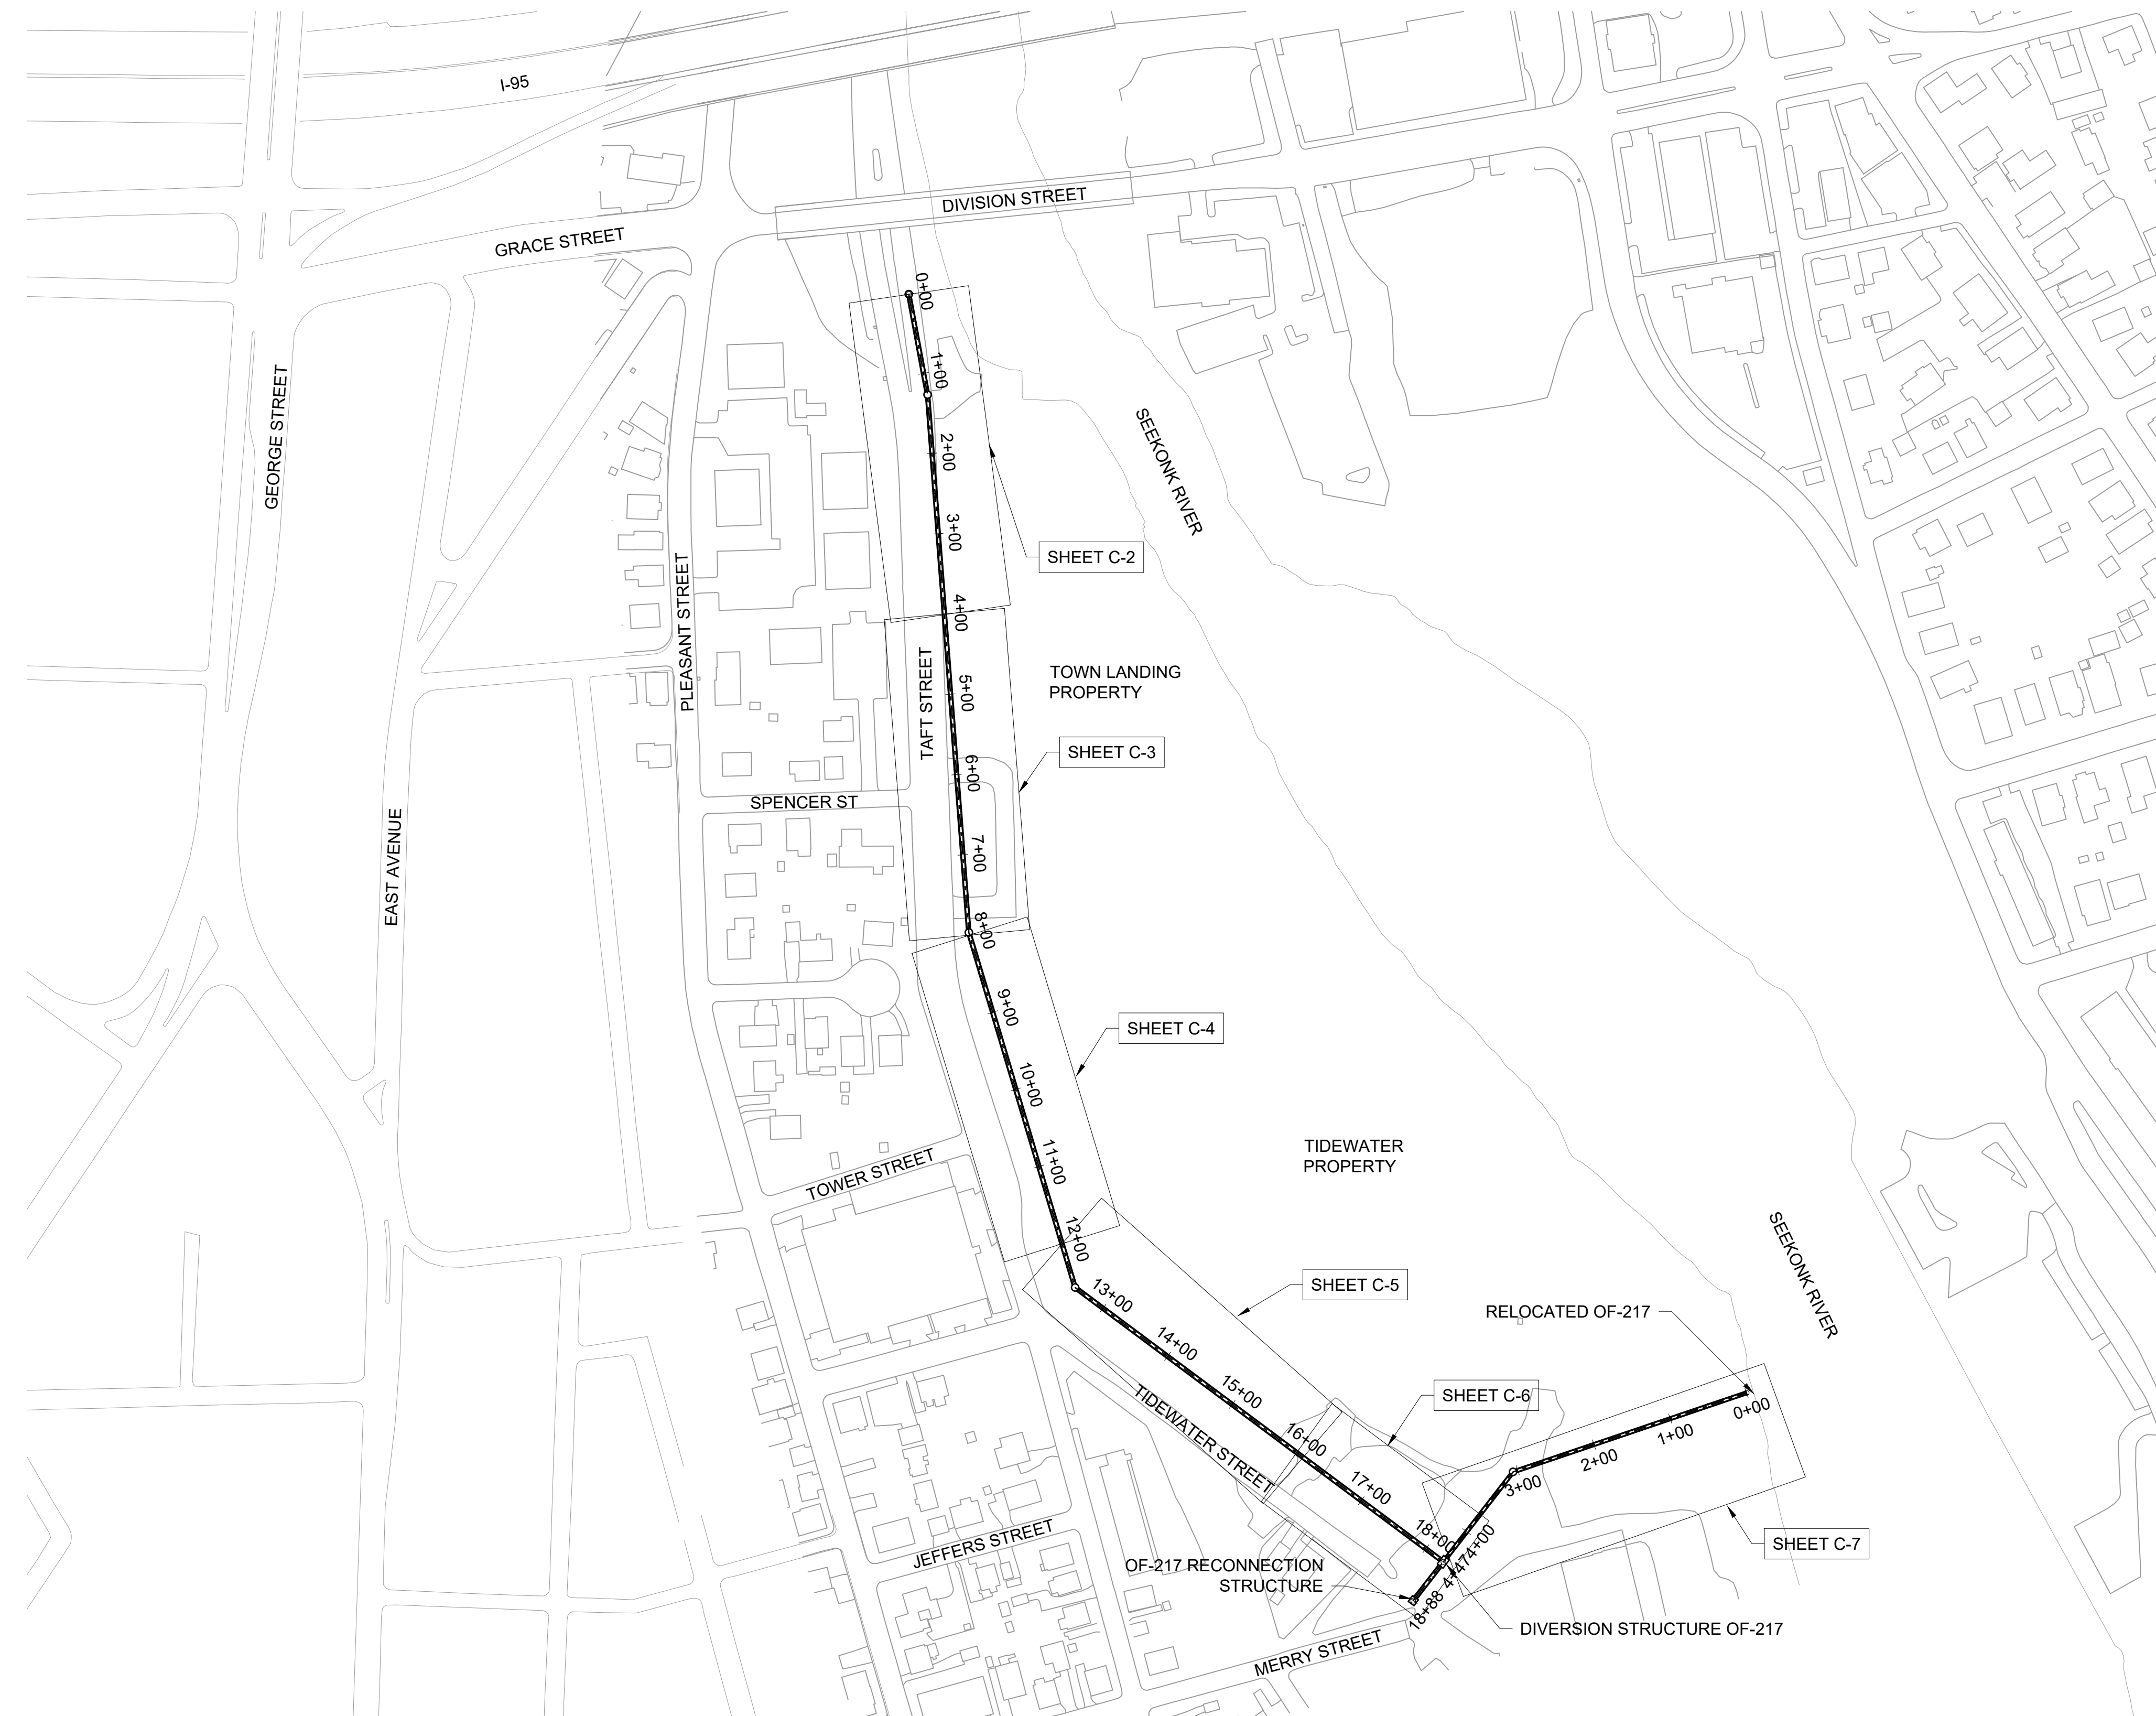 I-95
DIVISION STREET
GRACE STREET
0+00
1+00
GEORGE STREET
2+00
SEEKONK RIVER
3+00
SHEET C-2
PLEASANT STREET
4+00
TAFT STREET
5+00
TOWN LANDING
PROPERTY
6+00
SHEET C-3
SPENCER ST
EAST AVENUE
7+00
8+00
9+00
SHEET C-4
10+00
11+00
TOWER STREET
TIDEWATER
PROPERTY
12+00
SEEKONK RIVER
13+00
SHEET C-5
RELOCATED OF-217
14+00
15+00
TIDEWATER STREET
SHEET C-6
0+00
1+00
16+00
2+00
17+00
3+00
18+00
4+00
4+47
JEFFERS STREET
SHEET C-7
OF-217 RECONNECTION
STRUCTURE
18+88
DIVERSION STRUCTURE OF-217
MERRY STREET